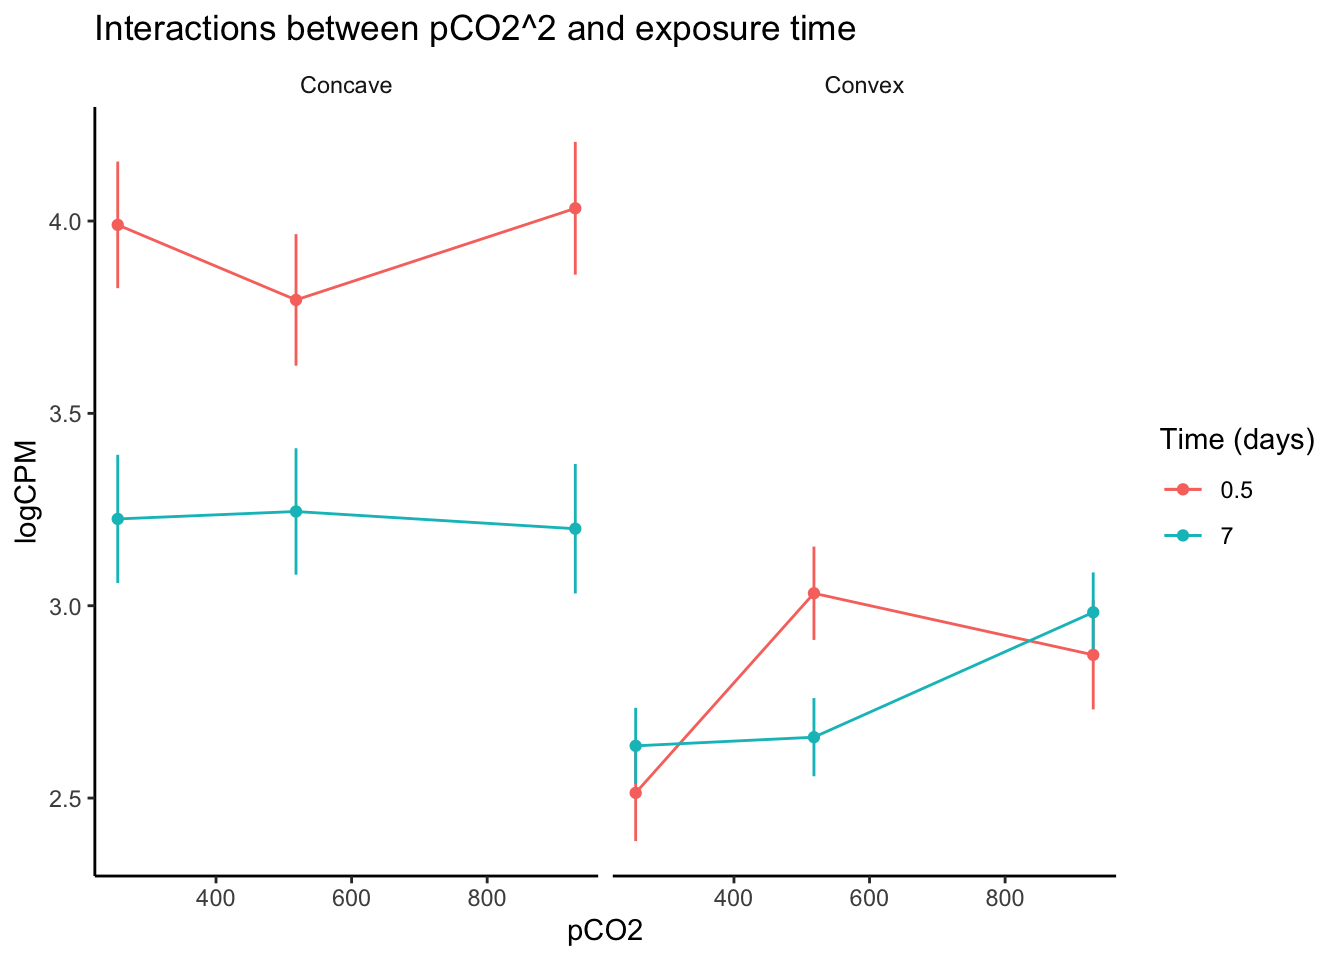 Interactions between pCO2^2 and exposure time
Concave
Convex
4.0
3.5
3.0
2.5
logCPM
400
600
800
400
600
800
pCO2
Time (days)
0.5
7